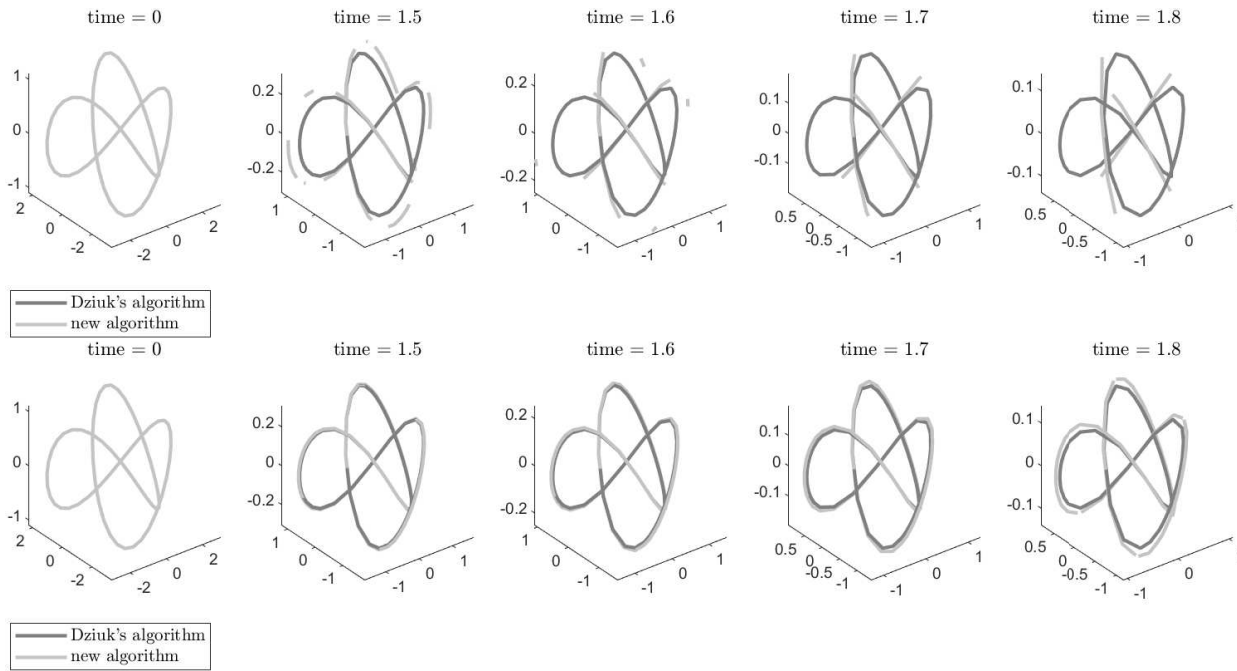 time = 0 time = 1.5 time = 1.6 time = 1.7 time = 1.8
1 0.2 0.2 0.1 0.1
0 0 0 0 0
-1 -0.2 -0.2 -0.1 -0.1
2 0 -2 -2 0 2 1 0 -1 -1 0 1 1 0 -1 -1 0 1 0.5 0 -0.5 -1 -1 0 1 0.5 0 -0.5 -1 -1 0
Dziuk's algorithm
new algorithm
time = 0 time = 1.5 time = 1.6 time = 1.7 time = 1.8
1 0.2 0.2 0.1 0.1
0 0 0 0 0
-1 -0.2 -0.2 -0.1 -0.1
2 0 -2 -2 0 2 1 0 -1 -1 0 1 1 0 -1 -1 0 1 0.5 0 -0.5 -1 -1 0 1 0.5 0 -0.5 -1 -1 0
Dziuk's algorithm
new algorithm